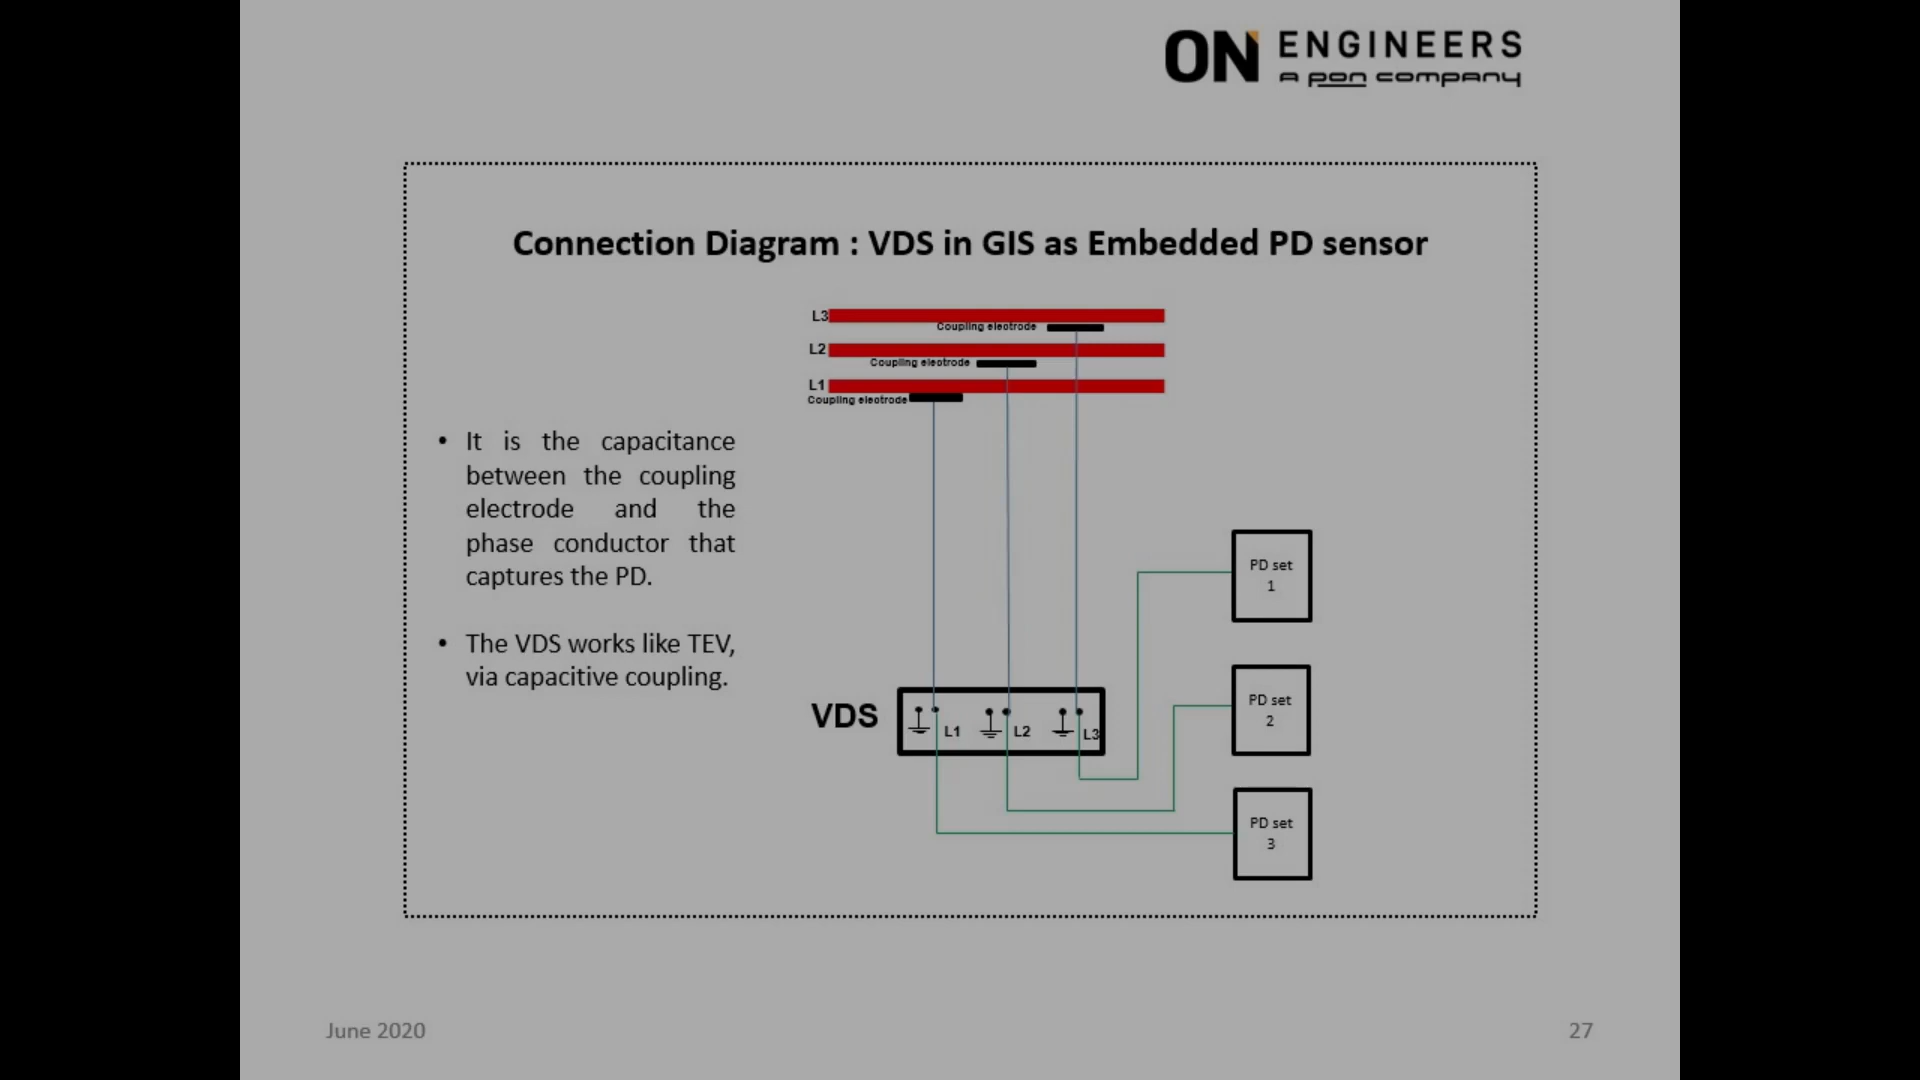 ON ENGINEERS
a pon company
Connection Diagram : VDS in GIS as Embedded PD sensor
L3
Coupling electrode
L2
Coupling electrode
L1
Coupling electrode
• It is the capacitance
between the coupling
electrode and the
phase conductor that
captures the PD.
• The VDS works like TEV,
via capacitive coupling.
VDS
L1
L2
L3
PD set
1
PD set
2
PD set
3
June 2020
27